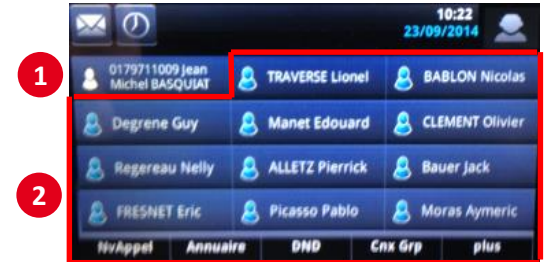 10:22
23/09/2014
1
0179711009 Jean
Michel BASQUIAT
TRAVERSE Lionel
BABLON Nicolas
Degrene Guy
Manet Edouard
CLEMENT Olivier
2
Regereau Nelly
ALLETZ Pierrick
Bauer Jack
FRESNET Eric
Picasso Pablo
Moras Aymeric
NvAppel Annuaire DND Cnx Grp plus